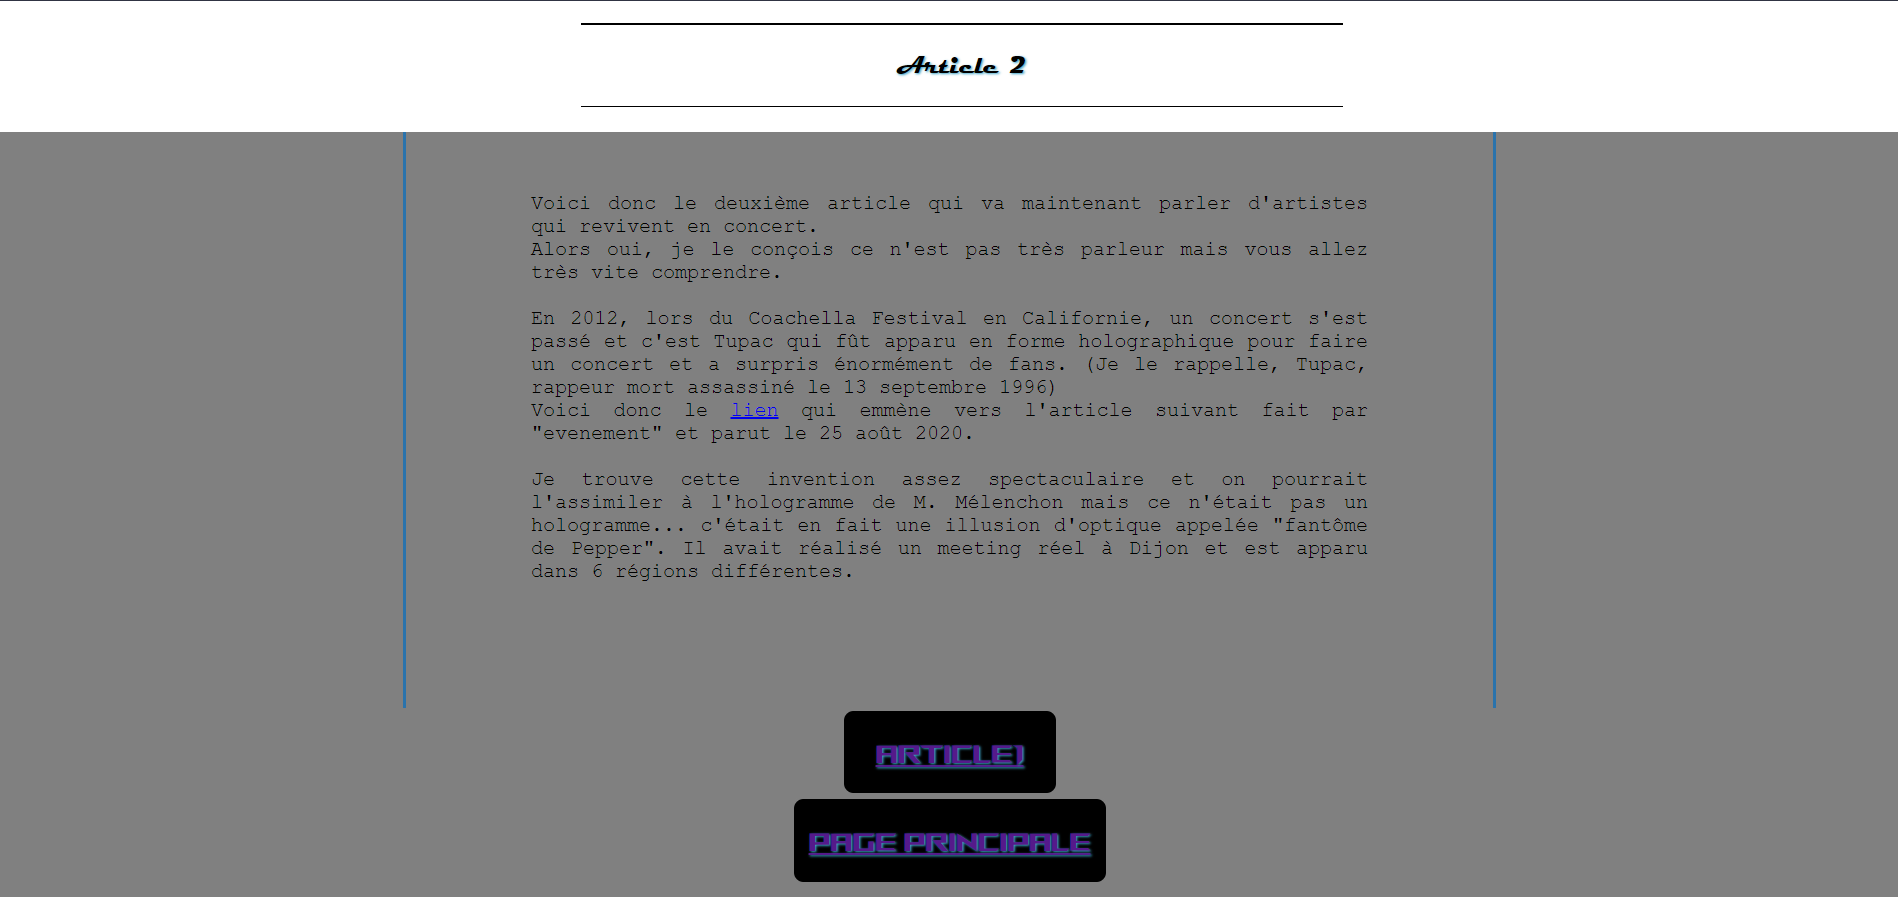 Article 2
Voici donc le deuxième article qui va maintenant parler d'artistes
qui revivent en concert.
Alors oui, je le conçois ce n'est pas très parleur mais vous allez
très vite comprendre.
En 2012, lors du Coachella Festival en Californie, un concert s'est
passé et c'est Tupac qui fût apparu en forme holographique pour faire
un concert et a surpris énormément de fans. (Je le rappelle, Tupac,
rappeur mort assassiné le 13 septembre 1996)
Voici donc le lien qui emmène vers l'article suivant fait par
"evenement" et parut le 25 août 2020.
Je trouve cette invention assez spectaculaire et on pourrait
l'assimiler à l'hologramme de M. Mélenchon mais ce n'était pas un
hologramme... c'était en fait une illusion d'optique appelée "fantôme
de Pepper". Il avait réalisé un meeting réel à Dijon et est apparu
dans 6 régions différentes.
ARTICLE1
PAGE PRINCIPALE